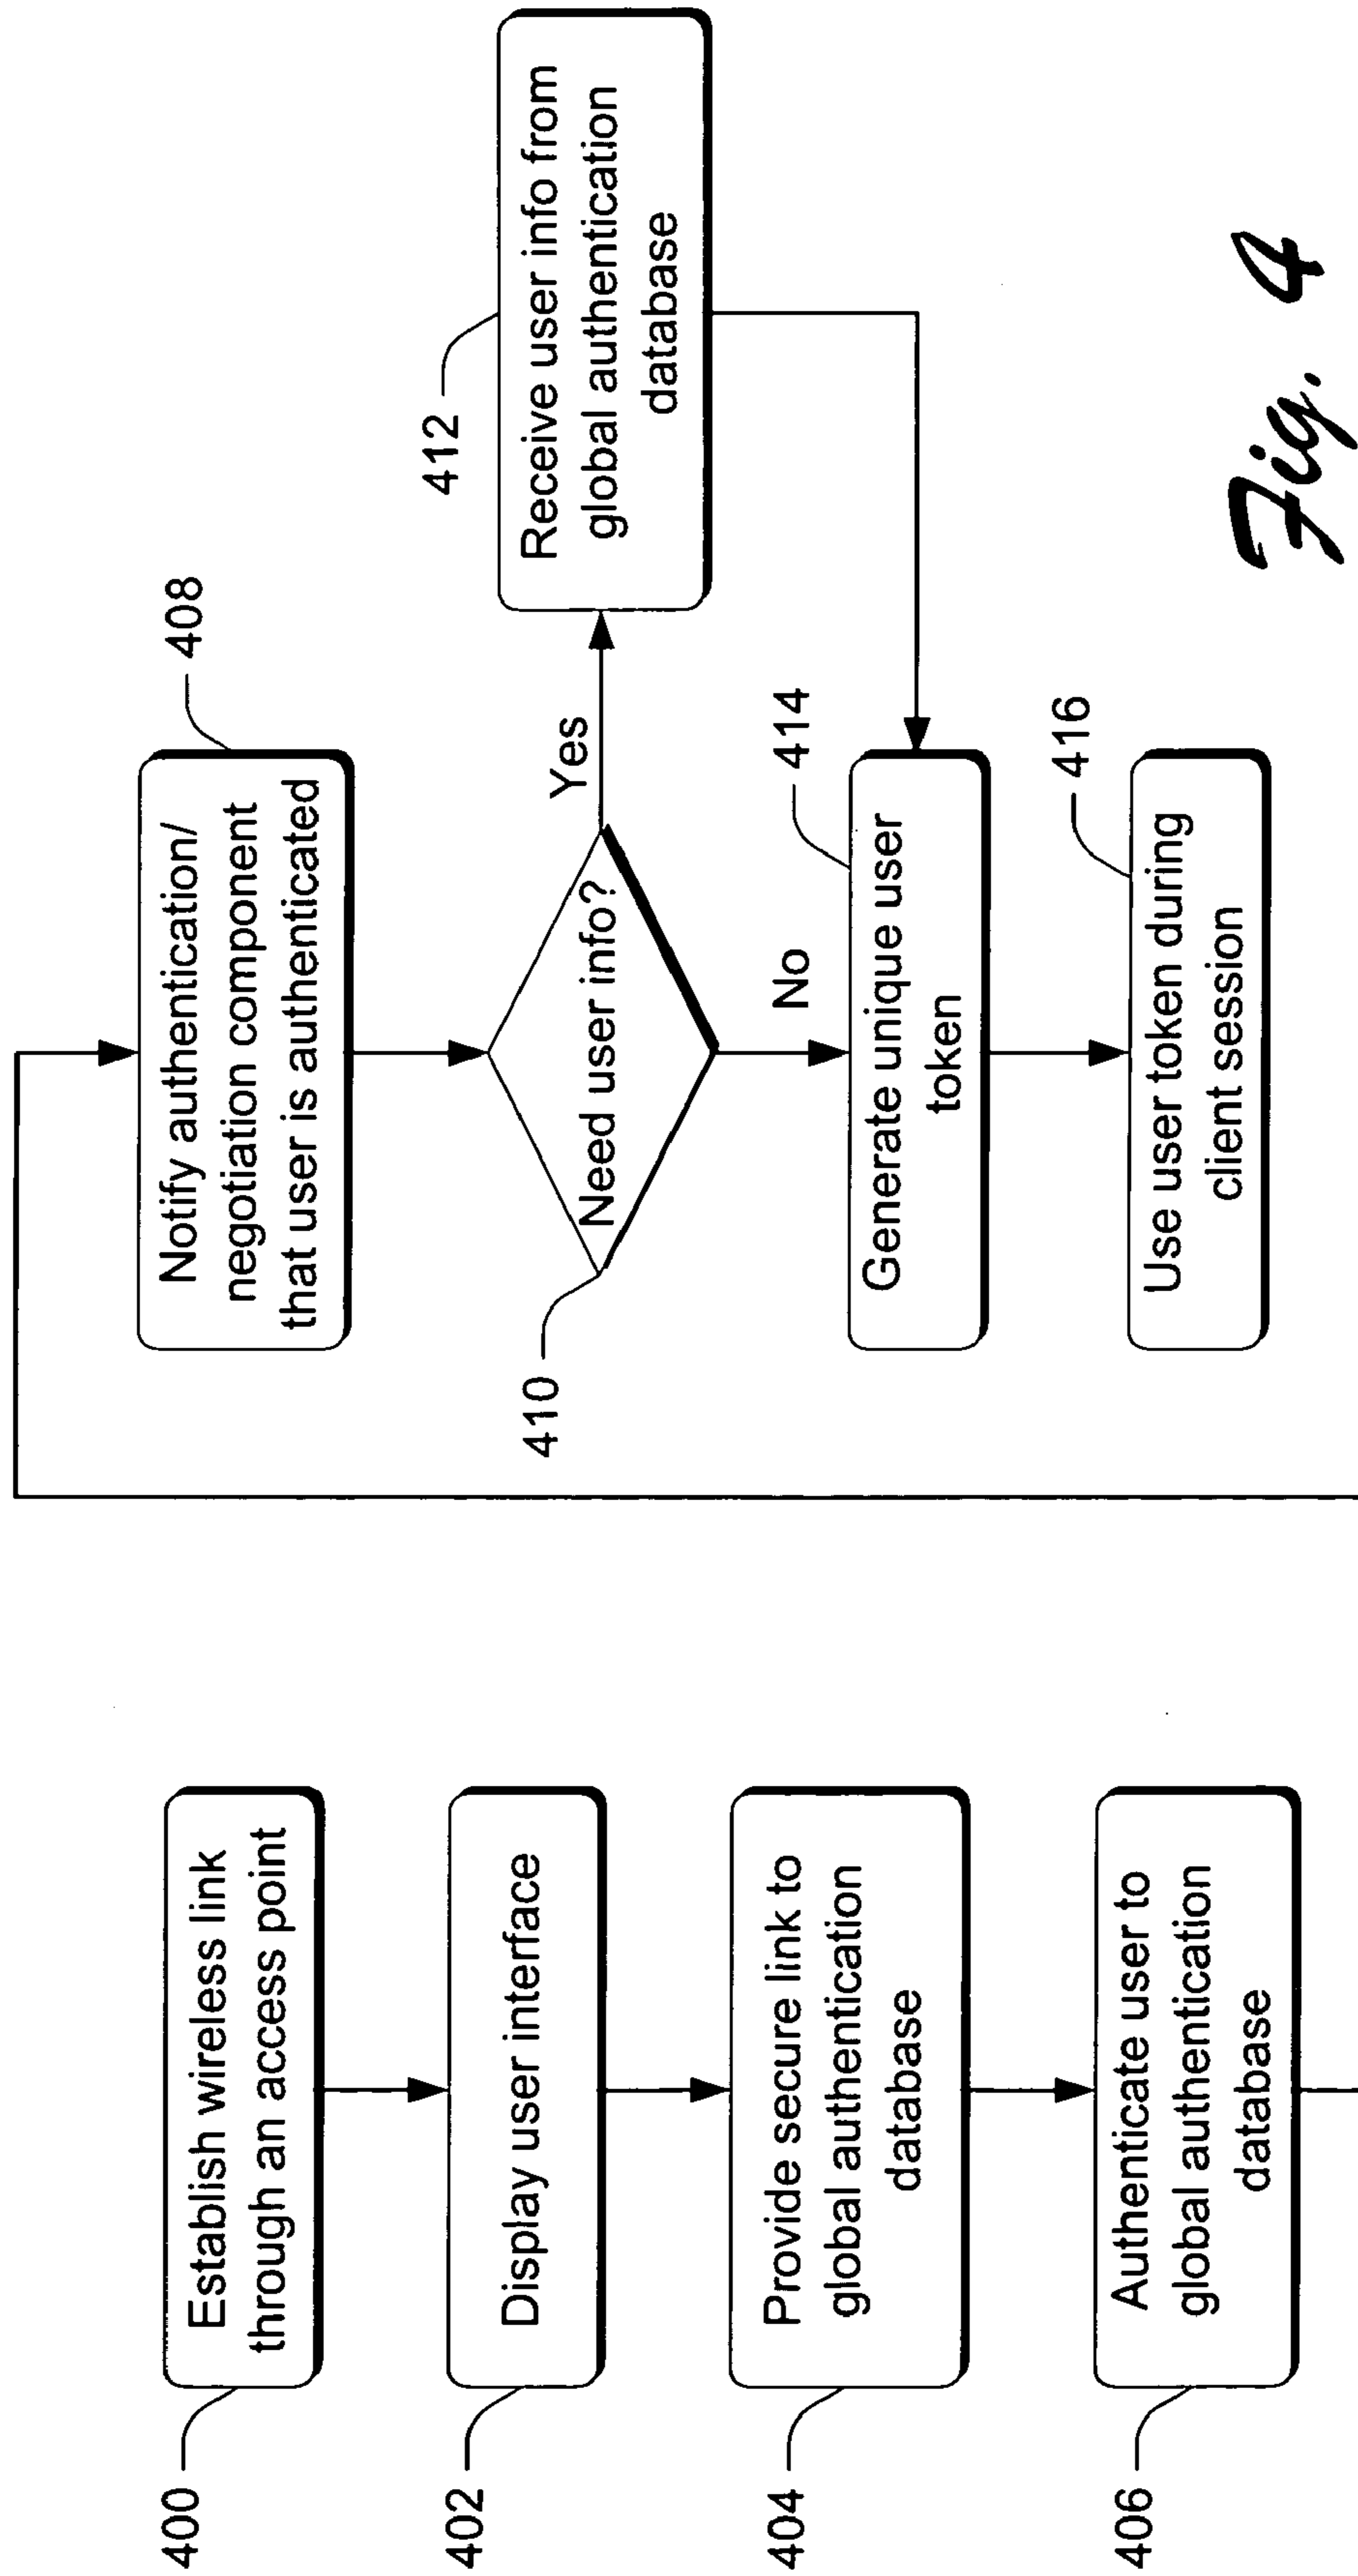 400
Establish wireless link
through an access point
402
Display user interface
404
Provide secure link to
global authentication
database
406
Authenticate user to
global authentication
database
408
Notify authentication/
negotiation component
that user is authenticated
410
Need user info?
Yes
No
412
Receive user info from
global authentication
database
414
Generate unique user
token
416
Use user token during
client session
Fig. 4